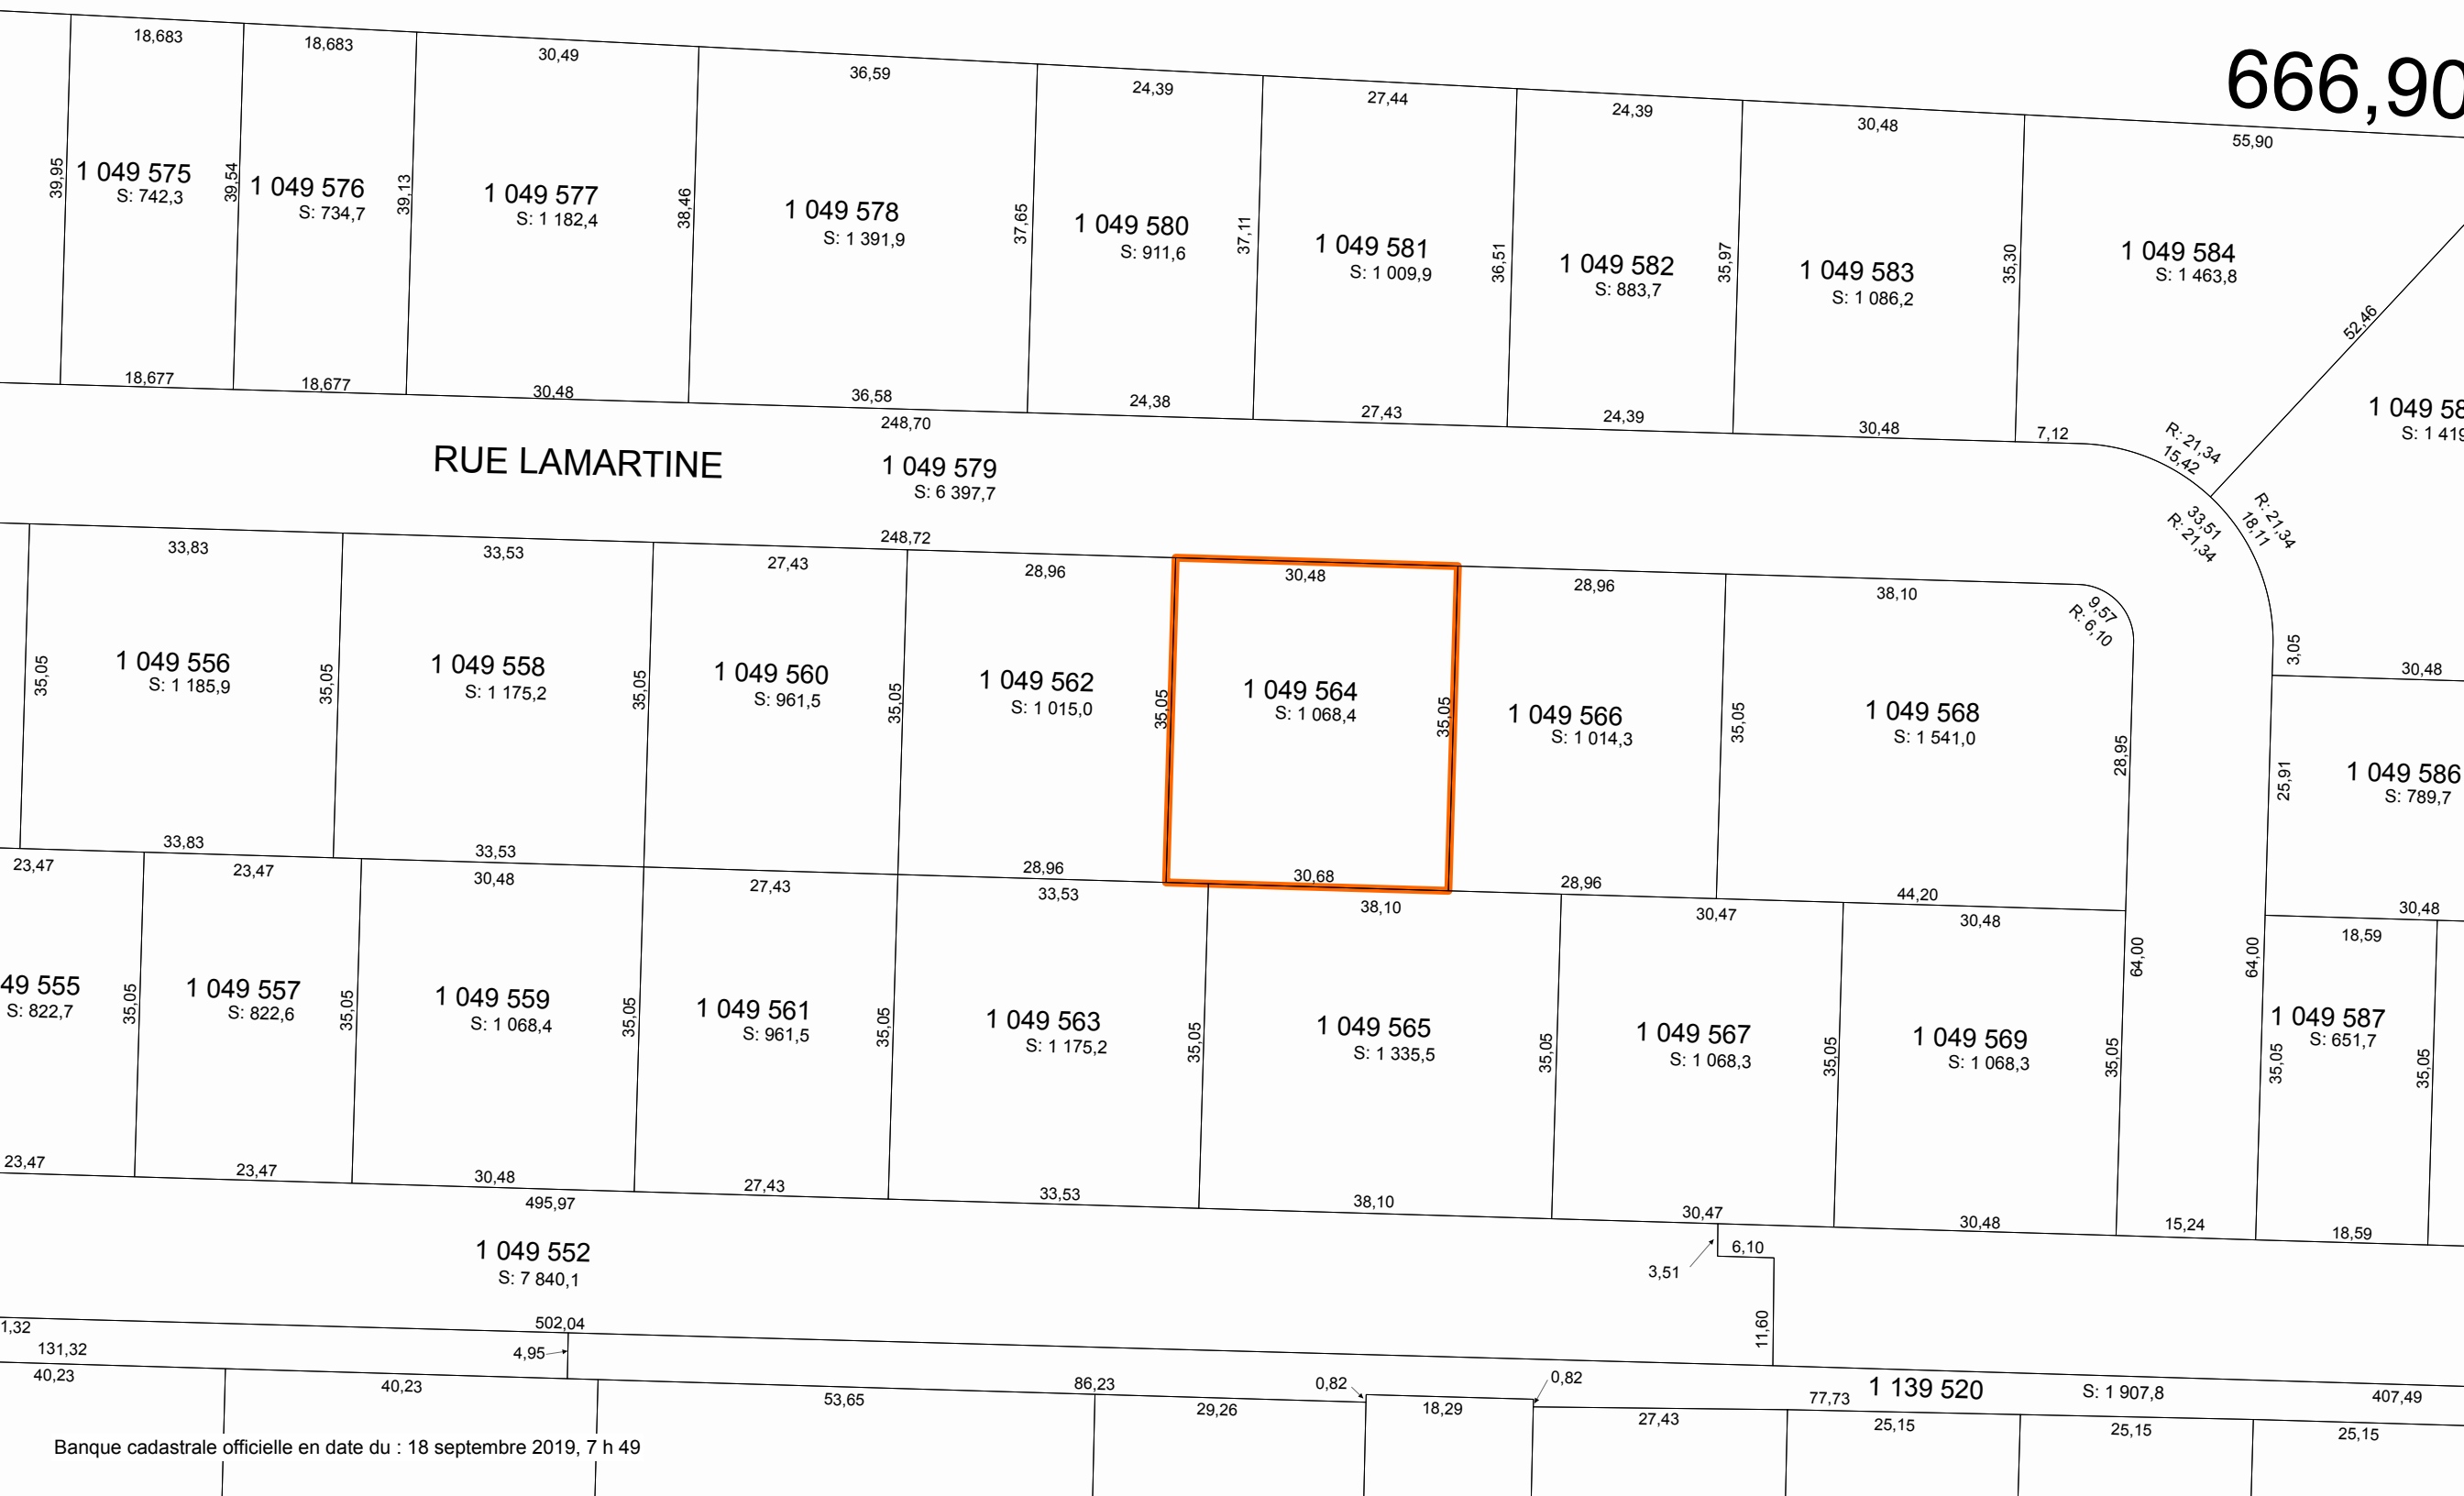 666,90
18,683
18,683
30,49
36,59
24,39
27,44
24,39
30,48
55,90
39,95
1 049 575
S: 742,3
39,54
1 049 576
S: 734,7
39,13
1 049 577
S: 1 182,4
38,46
1 049 578
S: 1 391,9
37,65
1 049 580
S: 911,6
37,11
1 049 581
S: 1 009,9
36,51
1 049 582
S: 883,7
35,97
1 049 583
S: 1 086,2
35,30
1 049 584
S: 1 463,8
52,46
1 049 58
S: 1 419
18,677
18,677
30,48
36,58
24,38
27,43
24,39
30,48
7,12
R: 21,34
15,42
248,70
RUE LAMARTINE
1 049 579
S: 6 397,7
R: 21,34
18,11
33,51
R: 21,34
248,72
33,83
33,53
27,43
28,96
30,48
28,96
38,10
9,57
R: 6,10
3,05
30,48
35,05
1 049 556
S: 1 185,9
35,05
1 049 558
S: 1 175,2
35,05
1 049 560
S: 961,5
35,05
1 049 562
S: 1 015,0
35,05
1 049 564
S: 1 068,4
35,05
1 049 566
S: 1 014,3
35,05
1 049 568
S: 1 541,0
28,95
25,91
1 049 586
S: 789,7
33,83
33,53
28,96
30,68
28,96
44,20
30,48
23,47
23,47
30,48
27,43
33,53
38,10
30,47
30,48
18,59
49 555
S: 822,7
35,05
1 049 557
S: 822,6
35,05
1 049 559
S: 1 068,4
35,05
1 049 561
S: 961,5
35,05
1 049 563
S: 1 175,2
35,05
1 049 565
S: 1 335,5
35,05
1 049 567
S: 1 068,3
35,05
1 049 569
S: 1 068,3
35,05
64,00
64,00
1 049 587
S: 651,7
35,05
35,05
23,47
23,47
30,48
27,43
33,53
38,10
30,47
30,48
15,24
18,59
495,97
1 049 552
S: 7 840,1
3,51
6,10
11,60
502,04
1,32
131,32
4,95
40,23
40,23
53,65
86,23
29,26
0,82
18,29
0,82
27,43
77,73
1 139 520
S: 1 907,8
407,49
25,15
25,15
25,15
Banque cadastrale officielle en date du : 18 septembre 2019, 7 h 49